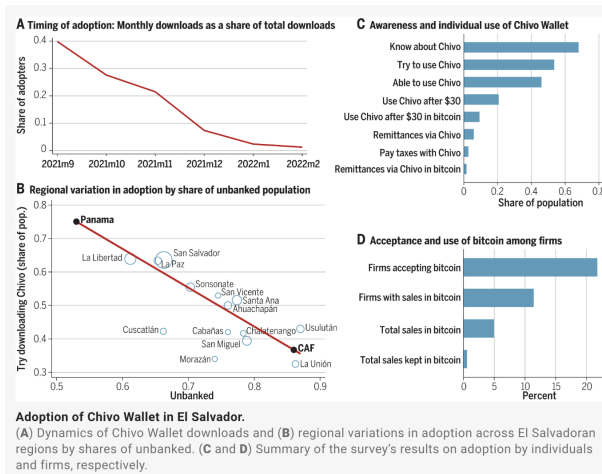 A Timing of adoption: Monthly downloads as a share of total downloads
Share of adopters
0.4
0.3
0.2
0.1
0.0
2021m9 2021m10 2021m11 2021m12 2022m1 2022m2
B Regional variation in adoption by share of unbanked population
Try downloading Chivo (share of pop.)
0.8
0.7
0.6
0.5
0.4
0.3
Panama
La Libertad
San Salvador
La Paz
Sonsonate
San Vicente
Santa Ana
Ahuachapán
Cuscatlán
Cabañas
Chalatenango
Usulután
San Miguel
CAF
Morazán
La Unión
0.5 0.6 0.7 0.8 0.9
Unbanked
C Awareness and individual use of Chivo Wallet
Know about Chivo
Try to use Chivo
Able to use Chivo
Use Chivo after $30
Use Chivo after $30 in bitcoin
Remittances via Chivo
Pay taxes with Chivo
Remittances via Chivo in bitcoin
0 0.2 0.4 0.6 0.8
Share of population
D Acceptance and use of bitcoin among firms
Firms accepting bitcoin
Firms with sales in bitcoin
Total sales in bitcoin
Total sales kept in bitcoin
0 5 10 15 20
Percent
Adoption of Chivo Wallet in El Salvador.
(A) Dynamics of Chivo Wallet downloads and (B) regional variations in adoption across El Salvadoran
regions by shares of unbanked. (C and D) Summary of the survey’s results on adoption by individuals
and firms, respectively.